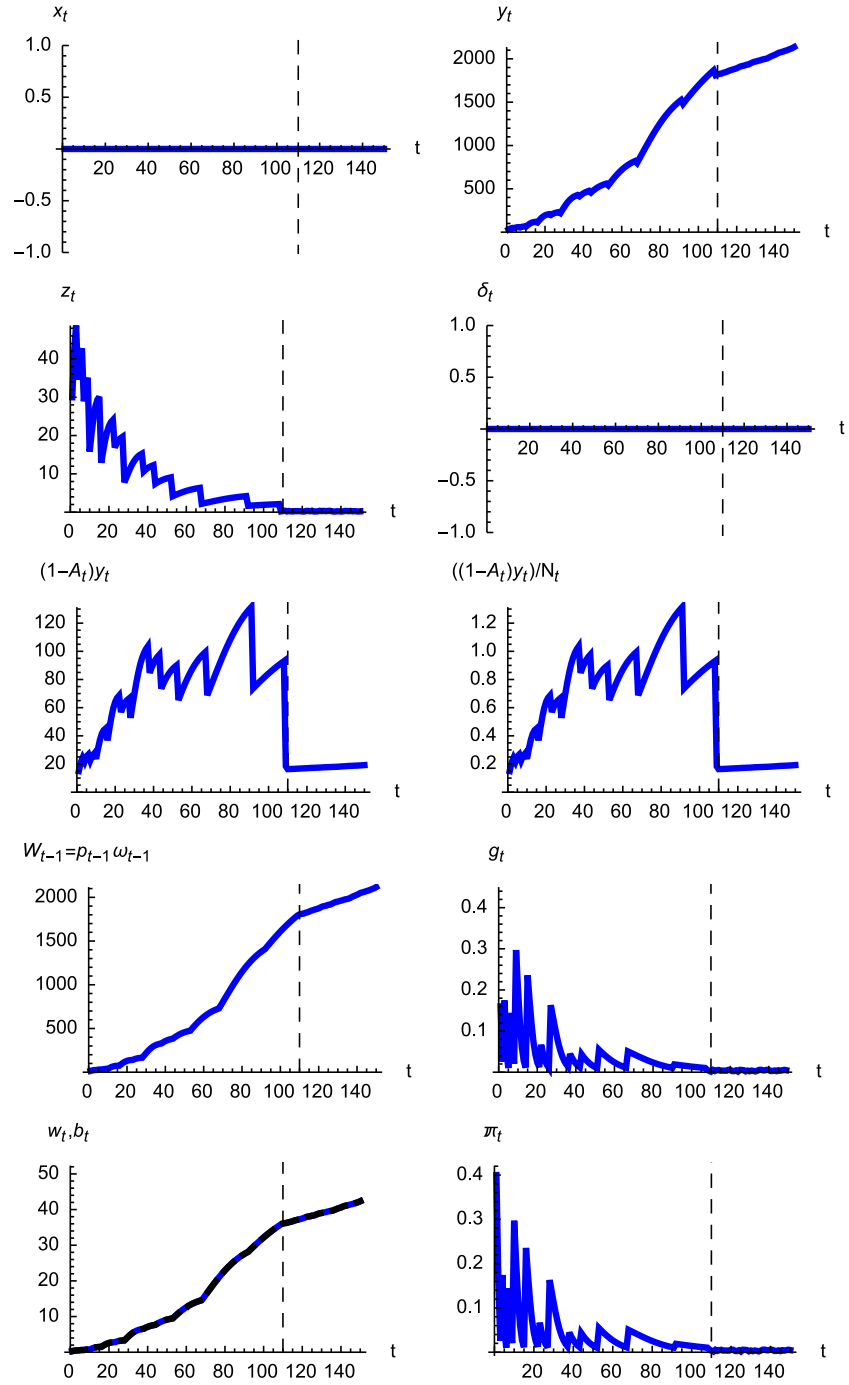 x_t
1.0
0.5
−0.5
−1.0
20 40 60 80 100 120 140 t
y_t
2000
1500
1000
500
0 20 40 60 80 100 120 140 t
z_t
40
30
20
10
0 20 40 60 80 100 120 140 t
δ_t
1.0
0.5
−0.5
−1.0
20 40 60 80 100 120 140 t
(1−A_t)y_t
120
100
80
60
40
20
0 20 40 60 80 100 120 140 t
((1−A_t)y_t)/N_t
1.2
1.0
0.8
0.6
0.4
0.2
0 20 40 60 80 100 120 140 t
W_{t−1}=p_{t−1}ω_{t−1}
2000
1500
1000
500
0 20 40 60 80 100 120 140 t
g_t
0.4
0.3
0.2
0.1
0 20 40 60 80 100 120 140 t
w_t,b_t
50
40
30
20
10
0 20 40 60 80 100 120 140 t
π_t
0.4
0.3
0.2
0.1
20 40 60 80 100 120 140 t